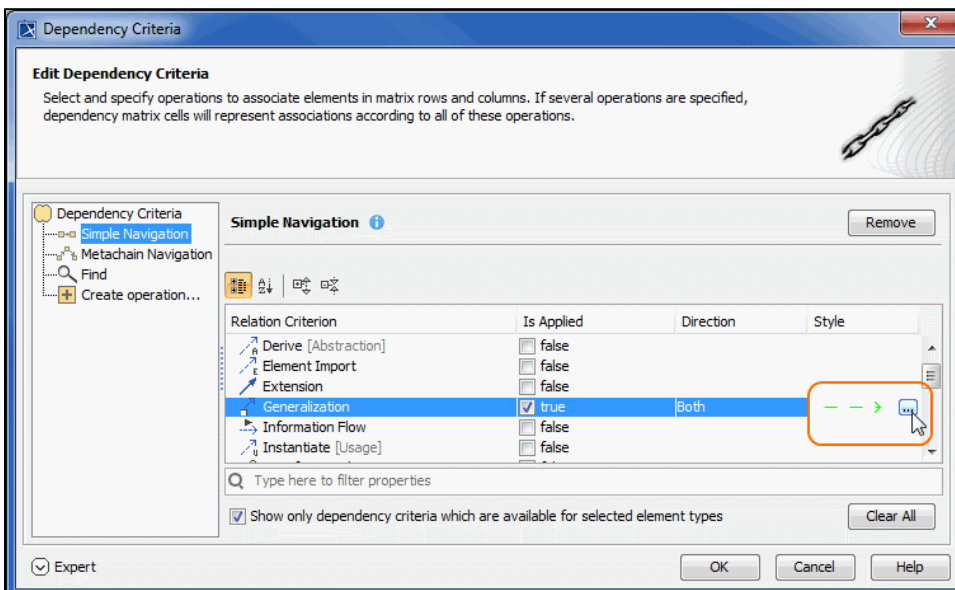 Dependency Criteria
Edit Dependency Criteria
Select and specify operations to associate elements in matrix rows and columns. If several operations are specified,
dependency matrix cells will represent associations according to all of these operations.
Dependency Criteria
Simple Navigation
Metachain Navigation
Find
Create operation...
Simple Navigation
Remove
Relation Criterion Is Applied Direction Style
Derive [Abstraction] false
Element Import false
Extension false
Generalization true Both ...
Information Flow false
Instantiate [Usage] false
Type here to filter properties
Show only dependency criteria which are available for selected element types
Clear All
Expert
OK Cancel Help